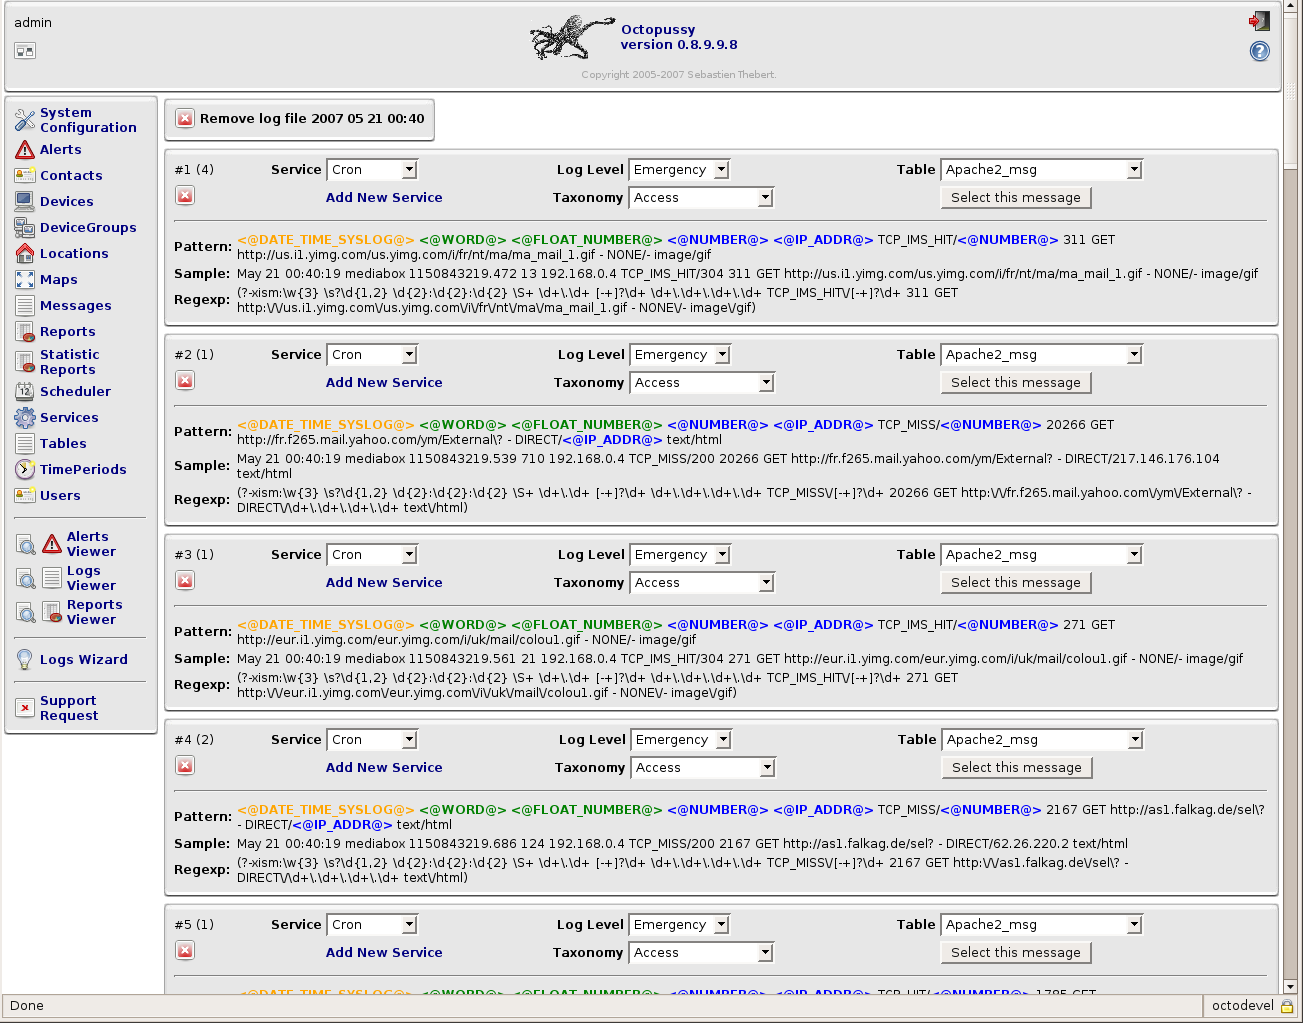 admin
Octopussy
version 0.8.9.9.8
Copyright 2005-2007 Sebastien Thebert.
System
Configuration
Alerts
Contacts
Devices
DeviceGroups
Locations
Maps
Messages
Reports
Statistic
Reports
Scheduler
Services
Tables
TimePeriods
Users
Alerts
Viewer
Logs
Viewer
Reports
Viewer
Logs Wizard
Support
Request
Remove log file 2007 05 21 00:40
#1 (4) Service Cron Log Level Emergency Table Apache2_msg
Add New Service Taxonomy Access Select this message
Pattern: <@DATE_TIME_SYSLOG@> <@WORD@> <@FLOAT_NUMBER@> <@NUMBER@> <@IP_ADDR@> TCP_IMS_HIT/<@NUMBER@> 311 GET
http://us.i1.yimg.com/us.yimg.com/i/fr/nt/ma/ma_mail_1.gif - NONE/- image/gif
Sample: May 21 00:40:19 mediabox 1150843219.472 13 192.168.0.4 TCP_IMS_HIT/304 311 GET http://us.i1.yimg.com/us.yimg.com/i/fr/nt/ma/ma_mail_1.gif - NONE/- image/gif
Regexp: (?-xism:\w{3} \s?\d{1,2} \d{2}:\d{2}:\d{2} \S+ \d+\.\d+ [-+]?\d+ \d+\.\d+\.\d+\.\d+ TCP_IMS_HIT\/[-+]?\d+ 311 GET
http:\/\/us.i1.yimg.com\/us.yimg.com\/i\/fr\/nt\/ma\/ma_mail_1.gif - NONE\/- image\/gif)
#2 (1) Service Cron Log Level Emergency Table Apache2_msg
Add New Service Taxonomy Access Select this message
Pattern: <@DATE_TIME_SYSLOG@> <@WORD@> <@FLOAT_NUMBER@> <@NUMBER@> <@IP_ADDR@> TCP_MISS/<@NUMBER@> 20266 GET
http://fr.f265.mail.yahoo.com/ym/External\? - DIRECT/<@IP_ADDR@> text/html
Sample: May 21 00:40:19 mediabox 1150843219.539 710 192.168.0.4 TCP_MISS/200 20266 GET http://fr.f265.mail.yahoo.com/ym/External? - DIRECT/217.146.176.104
text/html
Regexp: (?-xism:\w{3} \s?\d{1,2} \d{2}:\d{2}:\d{2} \S+ \d+\.\d+ [-+]?\d+ \d+\.\d+\.\d+\.\d+ TCP_MISS\/[-+]?\d+ 20266 GET http:\/\/fr.f265.mail.yahoo.com\/ym\/External\? -
DIRECT\/\d+\.\d+\.\d+\.\d+ text\/html)
#3 (1) Service Cron Log Level Emergency Table Apache2_msg
Add New Service Taxonomy Access Select this message
Pattern: <@DATE_TIME_SYSLOG@> <@WORD@> <@FLOAT_NUMBER@> <@NUMBER@> <@IP_ADDR@> TCP_IMS_HIT/<@NUMBER@> 271 GET
http://eur.i1.yimg.com/eur.yimg.com/i/uk/mail/colou1.gif - NONE/- image/gif
Sample: May 21 00:40:19 mediabox 1150843219.561 21 192.168.0.4 TCP_IMS_HIT/304 271 GET http://eur.i1.yimg.com/eur.yimg.com/i/uk/mail/colou1.gif - NONE/- image/gif
Regexp: (?-xism:\w{3} \s?\d{1,2} \d{2}:\d{2}:\d{2} \S+ \d+\.\d+ [-+]?\d+ \d+\.\d+\.\d+\.\d+ TCP_IMS_HIT\/[-+]?\d+ 271 GET
http:\/\/eur.i1.yimg.com\/eur.yimg.com\/i\/uk\/mail\/colou1.gif - NONE\/- image\/gif)
#4 (2) Service Cron Log Level Emergency Table Apache2_msg
Add New Service Taxonomy Access Select this message
Pattern: <@DATE_TIME_SYSLOG@> <@WORD@> <@FLOAT_NUMBER@> <@NUMBER@> <@IP_ADDR@> TCP_MISS/<@NUMBER@> 2167 GET http://as1.falkag.de/sel\?
- DIRECT/<@IP_ADDR@> text/html
Sample: May 21 00:40:19 mediabox 1150843219.686 124 192.168.0.4 TCP_MISS/200 2167 GET http://as1.falkag.de/sel? - DIRECT/62.26.220.2 text/html
Regexp: (?-xism:\w{3} \s?\d{1,2} \d{2}:\d{2}:\d{2} \S+ \d+\.\d+ [-+]?\d+ \d+\.\d+\.\d+\.\d+ TCP_MISS\/[-+]?\d+ 2167 GET http:\/\/as1.falkag.de\/sel\? -
DIRECT\/\d+\.\d+\.\d+\.\d+ text\/html)
#5 (1) Service Cron Log Level Emergency Table Apache2_msg
Add New Service Taxonomy Access Select this message
<@DATE_TIME_SYSLOG@> <@WORD@> <@FLOAT_NUMBER@> <@NUMBER@> <@IP_ADDR@> TCP_HIT/<@NUMBER@> 1785 GET
Done
octodevel